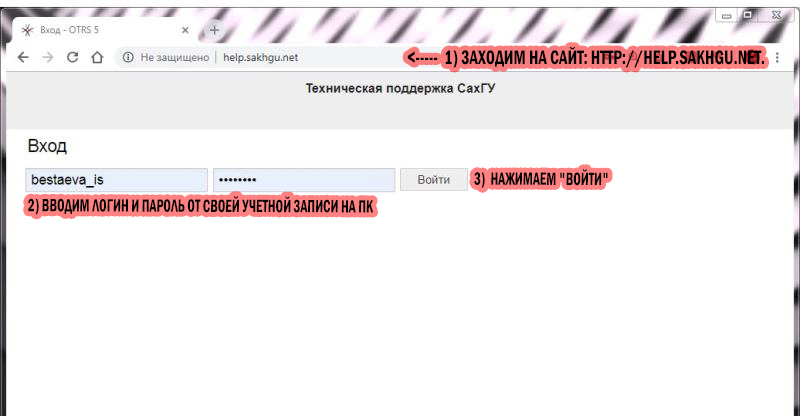 Вход - OTRS 5
Не защищено | help.sakhgu.net
<----- 1) ЗАХОДИМ НА САЙТ: HTTP://HELP.SAKHGU.NET.
Техническая поддержка СахГУ
Вход
bestaeva_is •••••••• Войти 3) НАЖИМАЕМ "ВОЙТИ"
2) ВВОДИМ ЛОГИН И ПАРОЛЬ ОТ СВОЕЙ УЧЕТНОЙ ЗАПИСИ НА ПК